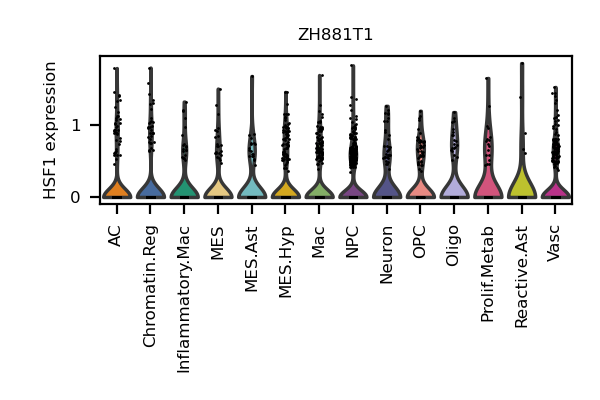 ZH881T1
HSF1 expression
1
0
AC
Chromatin.Reg
Inflammatory.Mac
MES
MES.Ast
MES.Hyp
Mac
NPC
Neuron
OPC
Oligo
Prolif.Metab
Reactive.Ast
Vasc